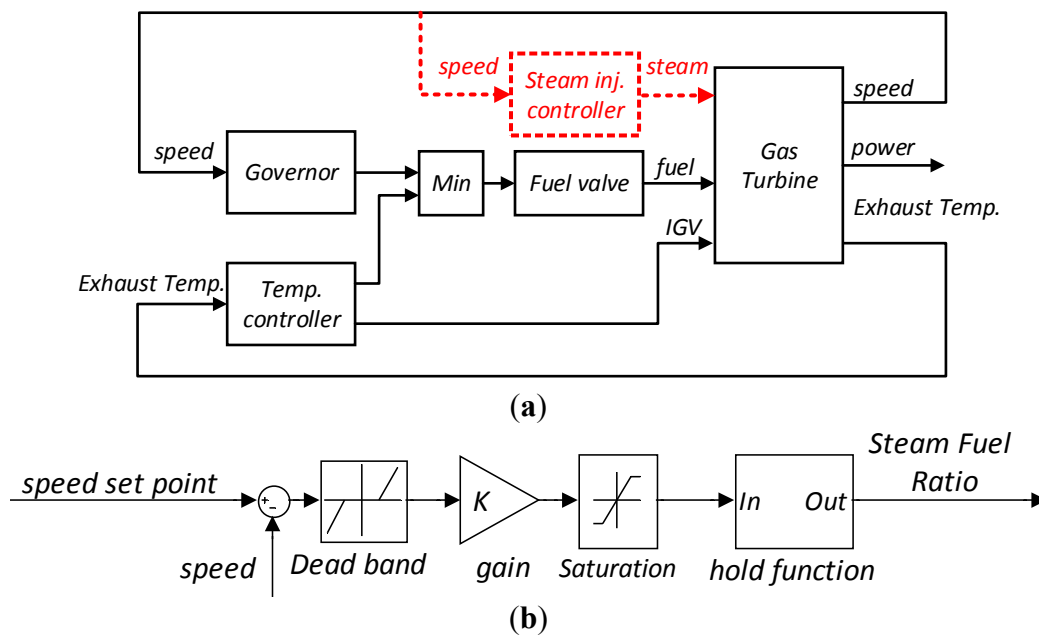 speed
Steam inj.
controller
steam
speed
Governor
Min
Fuel valve
fuel
Gas
Turbine
speed
power
Exhaust Temp.
IGV
Exhaust Temp.
Temp.
controller
(a)
speed set point
+
-
speed
Dead band
K
gain
Saturation
In
Out
hold function
Steam Fuel
Ratio
(b)